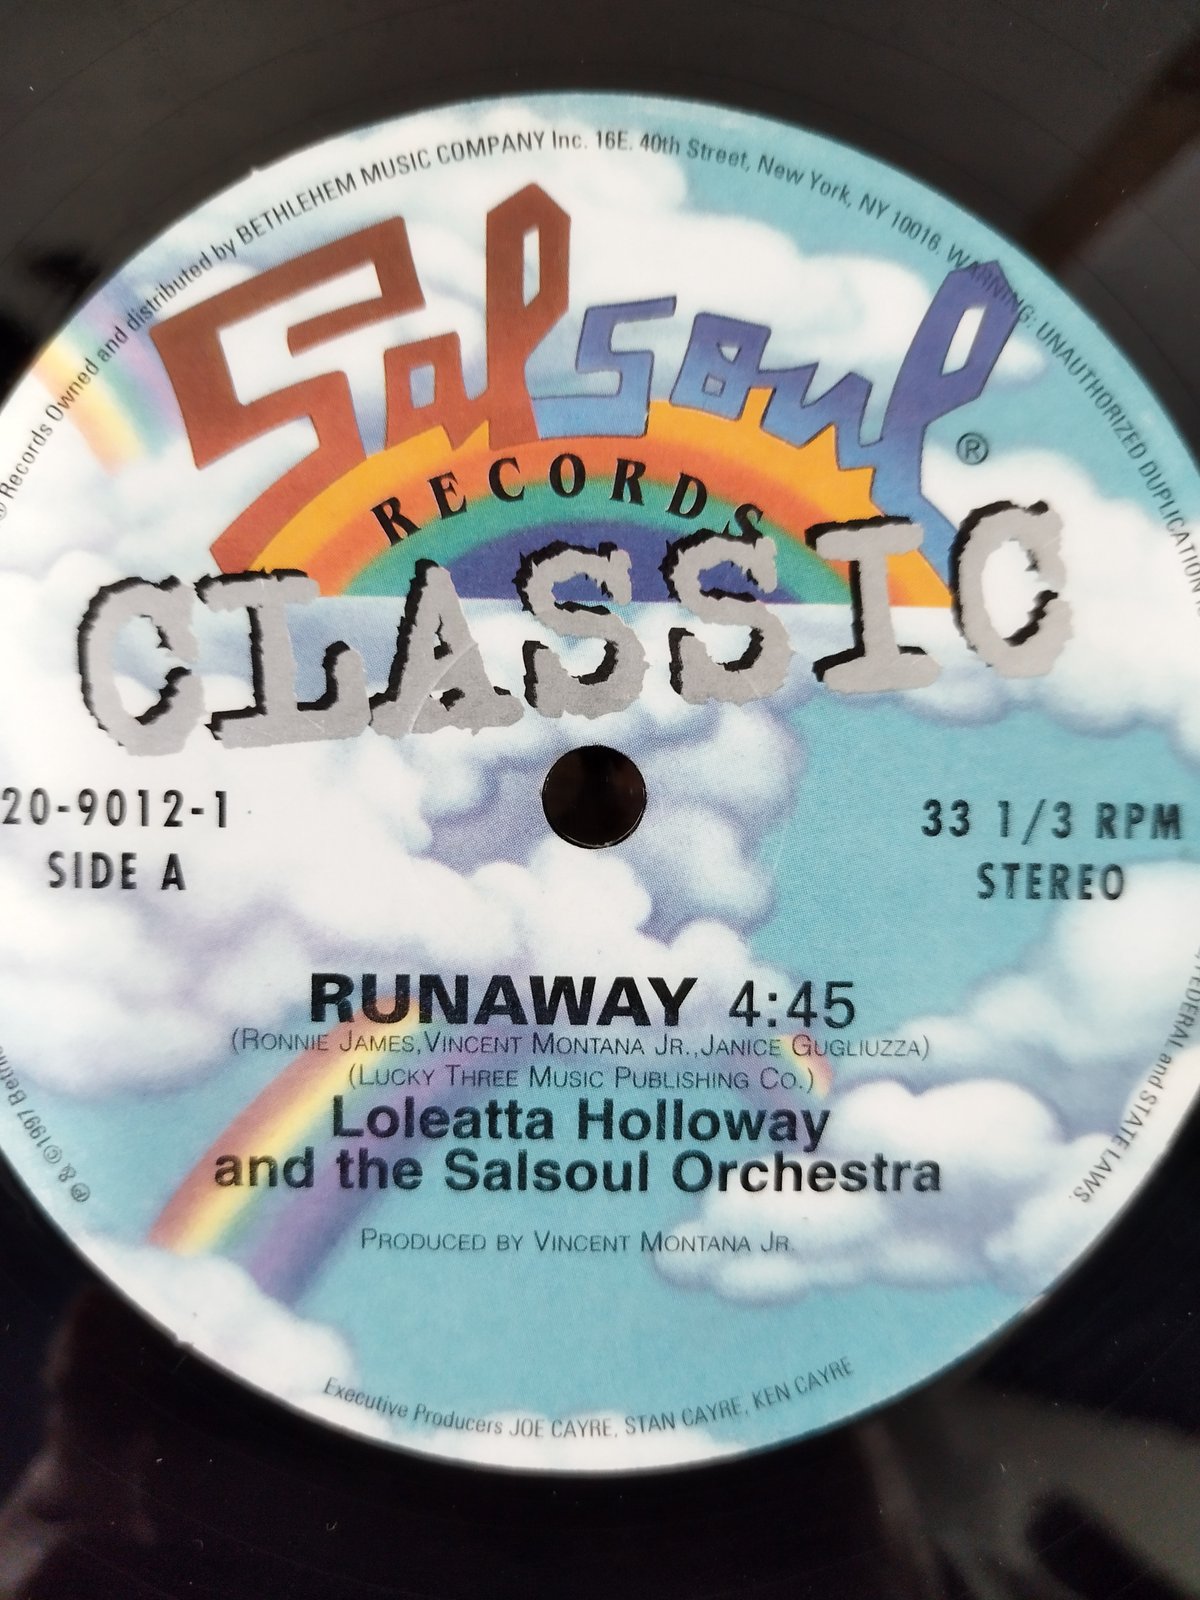 Records Owned and distributed by BETHLEHEM MUSIC COMPANY Inc. 16E. 40th Street, New York, NY 10016. WARNING: UNAUTHORIZED DUPLICATION
FEDERAL and STATE LAWS.
Salsoul ®
RECORDS
CLASSIC
20-9012-1
SIDE A
33 1/3 RPM
STEREO
RUNAWAY 4:45
(RONNIE JAMES,VINCENT MONTANA JR.,JANICE GUGLIUZZA)
(LUCKY THREE MUSIC PUBLISHING CO.)
Loleatta Holloway
and the Salsoul Orchestra
PRODUCED BY VINCENT MONTANA JR.
℗ & ©1997
Executive Producers JOE CAYRE, STAN CAYRE, KEN CAYRE